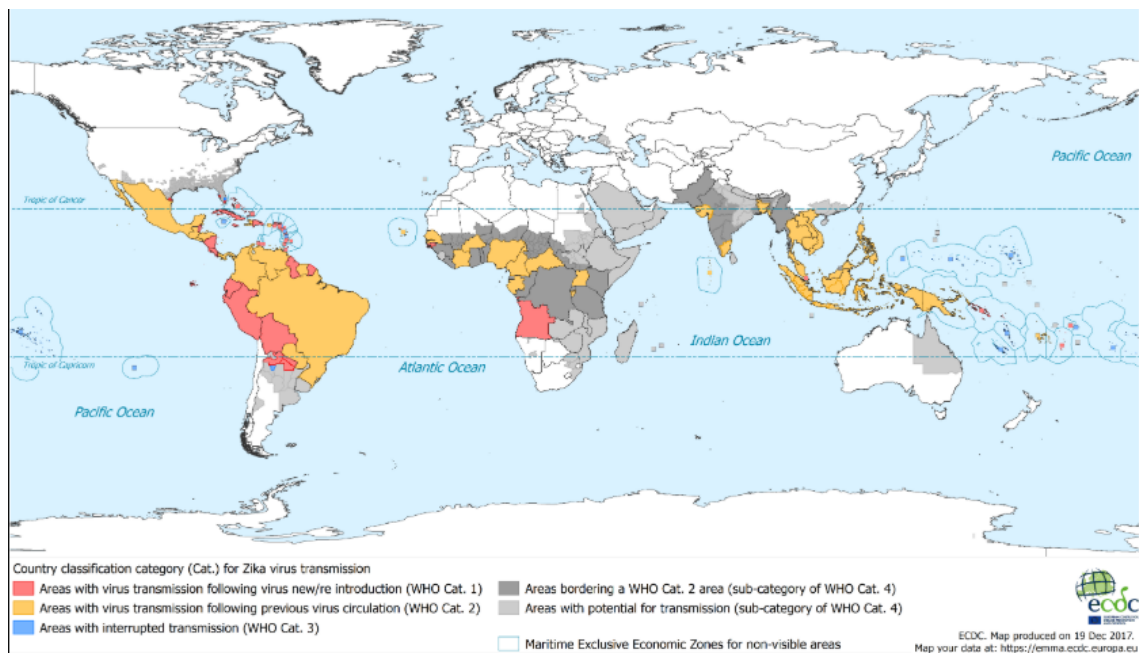 Pacific Ocean
Tropic of Cancer
Indian Ocean
Tropic of Capricorn
Atlantic Ocean
Pacific Ocean
Country classification category (Cat.) for Zika virus transmission
Areas with virus transmission following virus new/re introduction (WHO Cat. 1)
Areas with virus transmission following previous virus circulation (WHO Cat. 2)
Areas with interrupted transmission (WHO Cat. 3)
Areas bordering a WHO Cat. 2 area (sub-category of WHO Cat. 4)
Areas with potential for transmission (sub-category of WHO Cat. 4)
Maritime Exclusive Economic Zones for non-visible areas
ecdc
ECDC. Map produced on 19 Dec 2017.
Map your data at: https://emma.ecdc.europa.eu